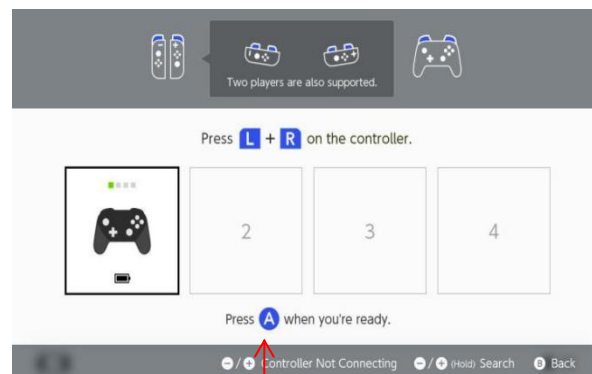 Two players are also supported.
Press L + R on the controller.
2
3
4
Press A when you're ready.
−/+ Controller Not Connecting −/+ (Hold) Search B Back